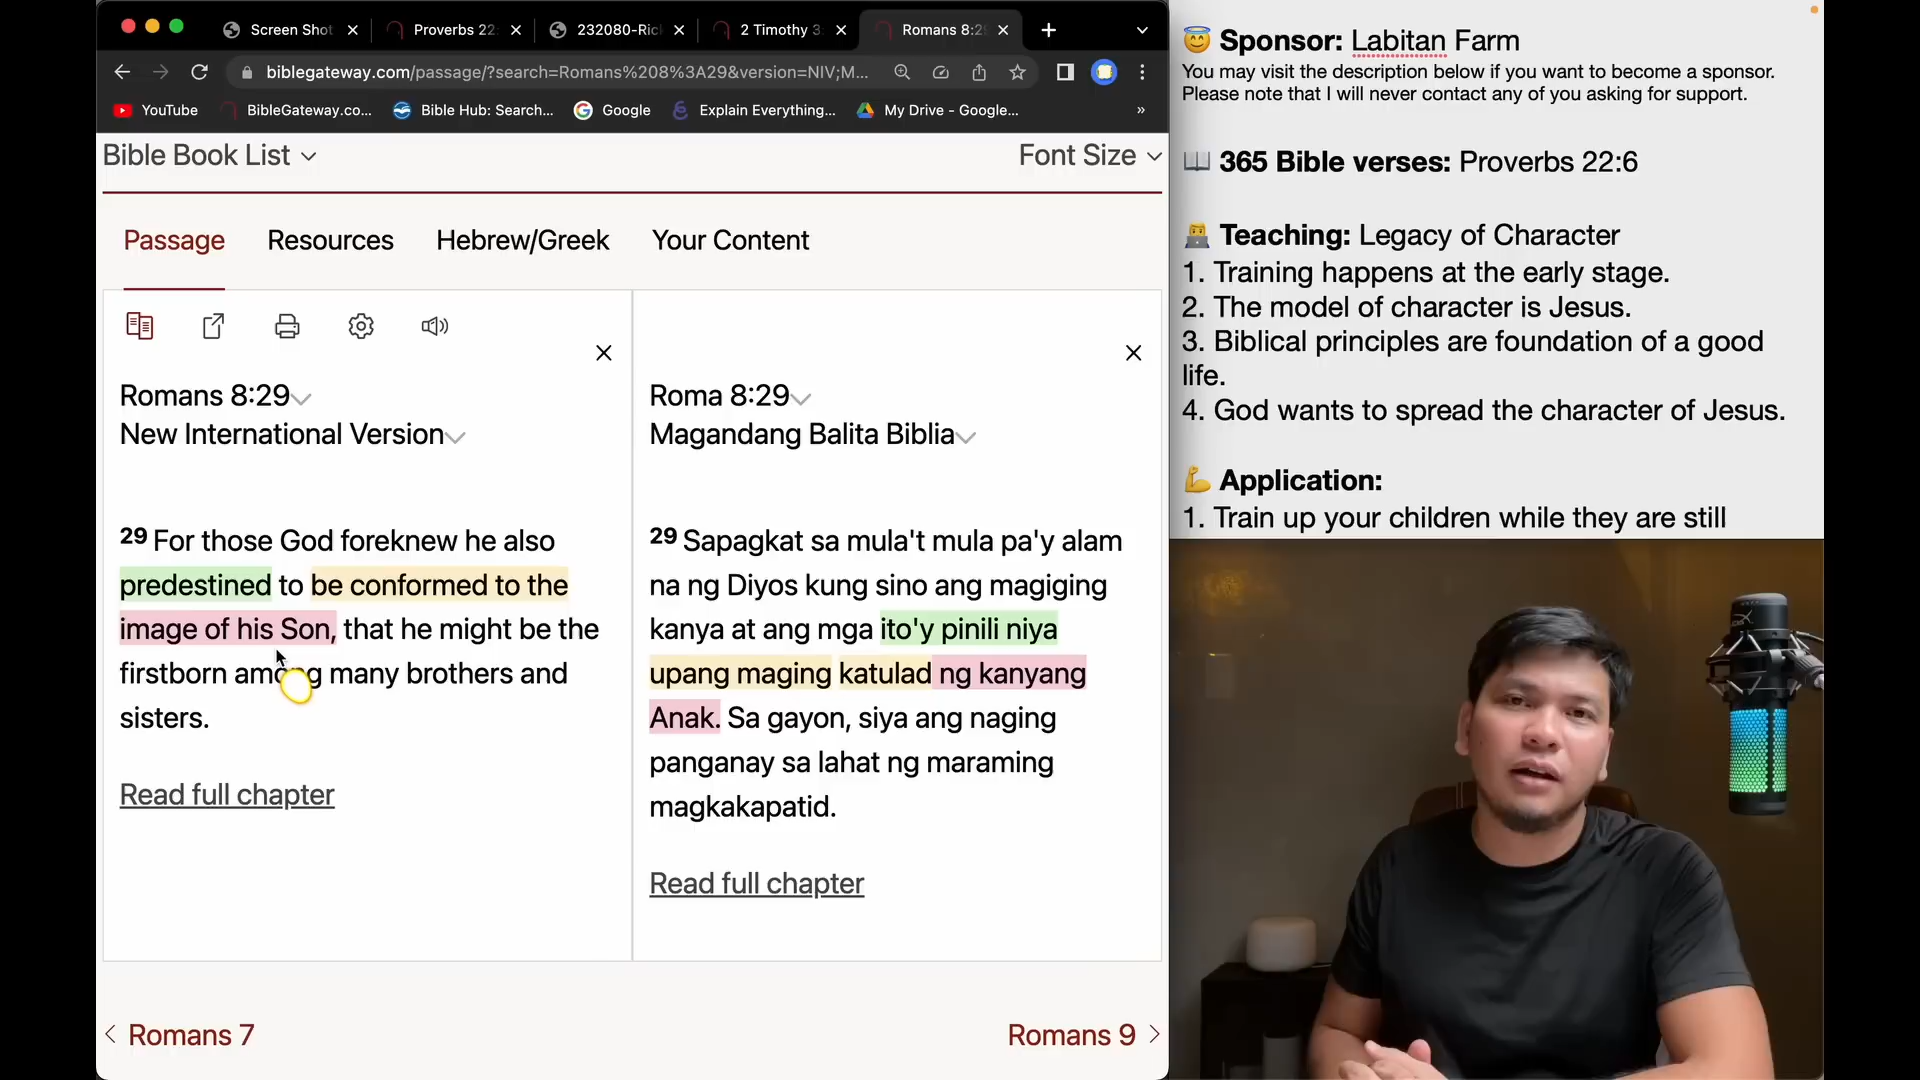 Screen Shot
Proverbs 22:
232080-Rick
2 Timothy 3:
Romans 8:29
biblegateway.com/passage/?search=Romans%208%3A29&version=NIV;M...
YouTube
BibleGateway.co...
Bible Hub: Search...
Google
Explain Everything...
My Drive - Google...
»
Bible Book List
Font Size
Passage
Resources
Hebrew/Greek
Your Content
Romans 8:29
New International Version
29 For those God foreknew he also
predestined to be conformed to the
image of his Son, that he might be the
firstborn among many brothers and
sisters.
Read full chapter
Roma 8:29
Magandang Balita Biblia
29 Sapagkat sa mula't mula pa'y alam
na ng Diyos kung sino ang magiging
kanya at ang mga ito'y pinili niya
upang maging katulad ng kanyang
Anak. Sa gayon, siya ang naging
panganay sa lahat ng maraming
magkakapatid.
Read full chapter
Romans 7
Romans 9
😇 Sponsor: Labitan Farm
You may visit the description below if you want to become a sponsor.
Please note that I will never contact any of you asking for support.
📖 365 Bible verses: Proverbs 22:6
👨‍💻 Teaching: Legacy of Character
1. Training happens at the early stage.
2. The model of character is Jesus.
3. Biblical principles are foundation of a good
life.
4. God wants to spread the character of Jesus.
💪 Application:
1. Train up your children while they are still